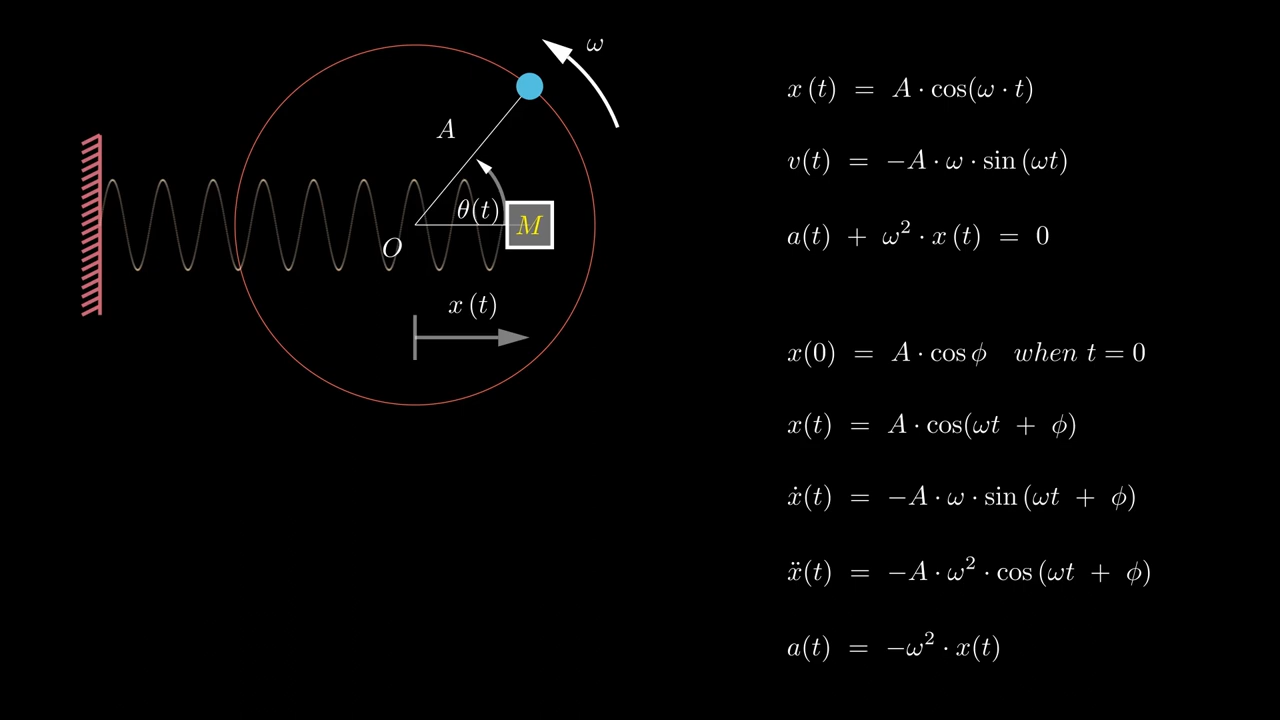 ω
A
θ(t)
M
O
x (t)
x (t) = A · cos(ω · t)
v(t) = −A · ω · sin (ωt)
a(t) + ω² · x (t) = 0
x(0) = A · cos ϕ when t = 0
x(t) = A · cos(ωt + ϕ)
ẋ(t) = −A · ω · sin (ωt + ϕ)
ẍ(t) = −A · ω² · cos (ωt + ϕ)
a(t) = −ω² · x(t)